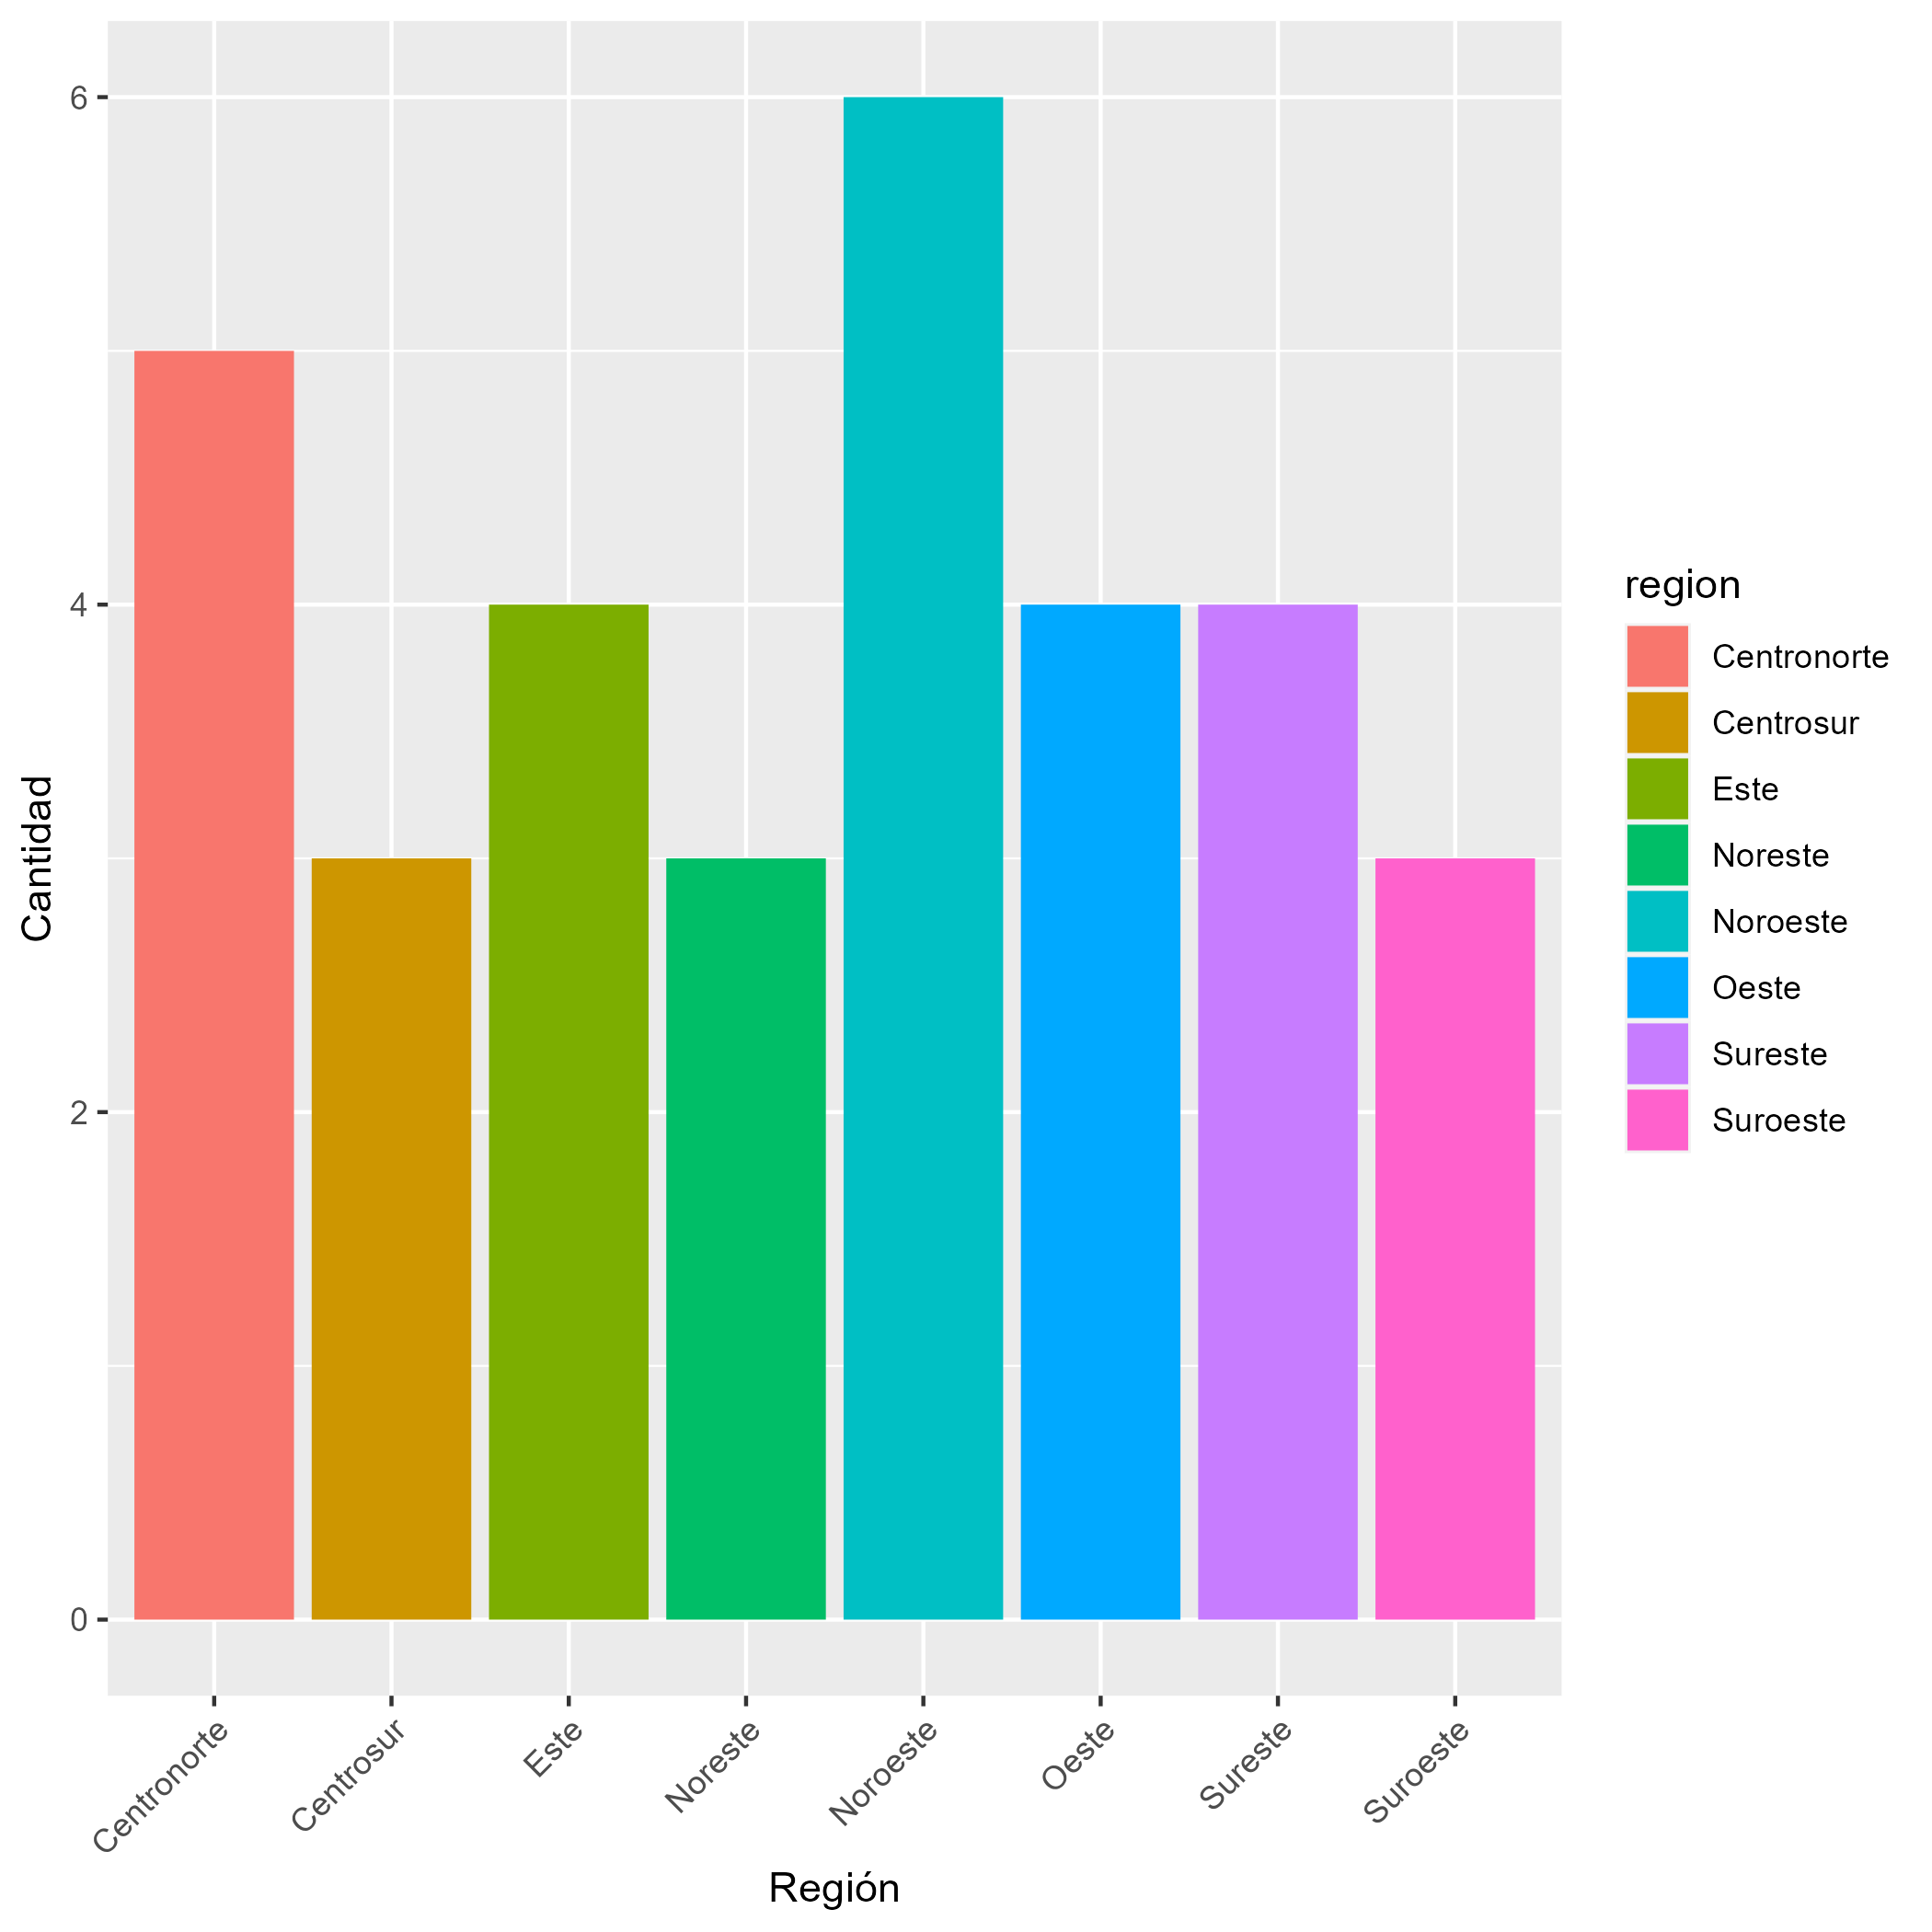 6
4
2
0
Cantidad
Centronorte
Centrosur
Este
Noreste
Noroeste
Oeste
Sureste
Suroeste
Región
region
Centronorte
Centrosur
Este
Noreste
Noroeste
Oeste
Sureste
Suroeste